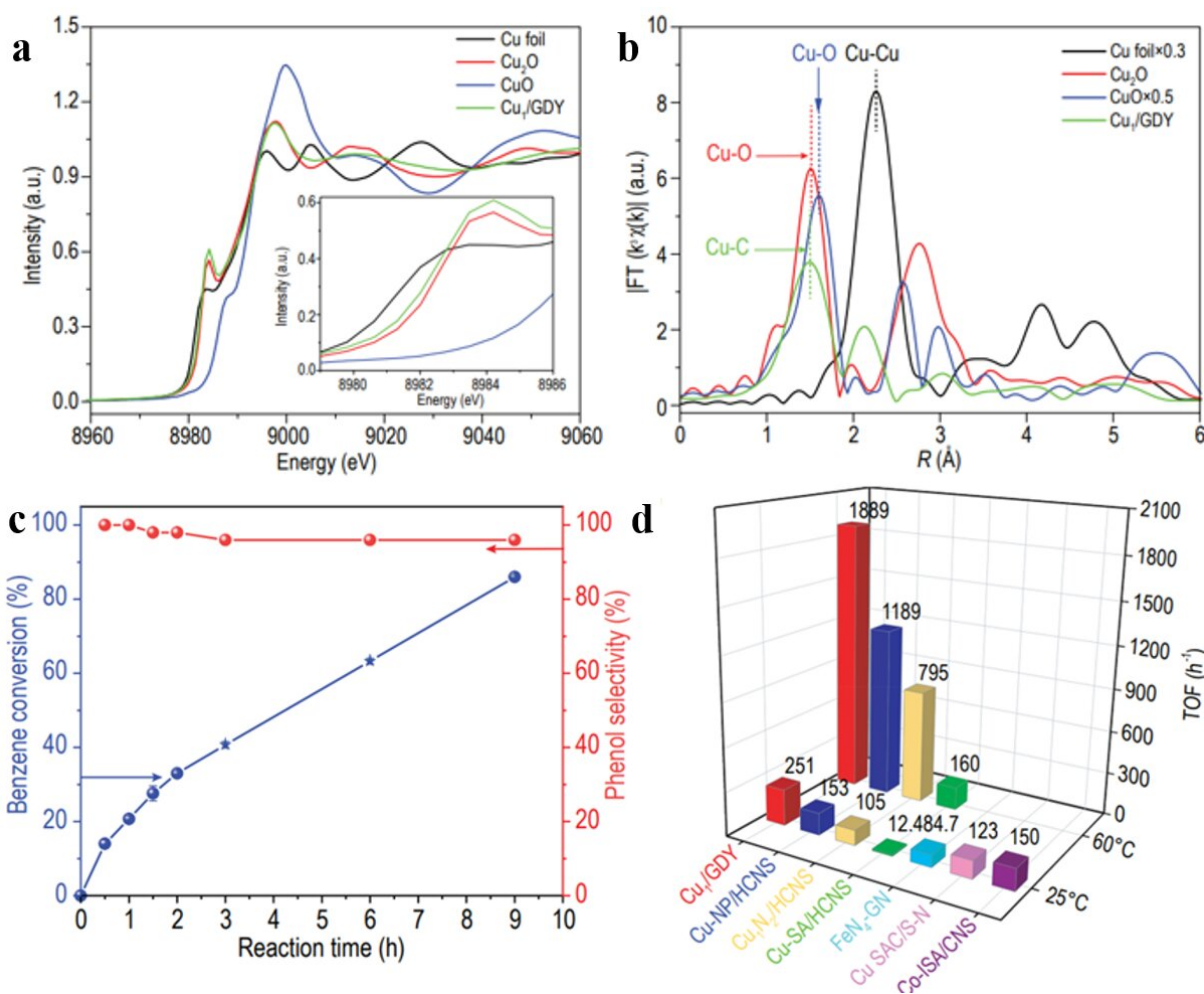 a
1.5
1.2
0.9
0.6
0.3
0.0
Intensity (a.u.)
8960 8980 9000 9020 9040 9060
Energy (eV)
Cu foil
Cu₂O
CuO
Cu₁/GDY
0.6
0.4
0.2
0.0
Intensity (a.u.)
8980 8982 8984 8986
Energy (eV)
b
10
8
6
4
2
0
|FT (k³χ(k)| (a.u.)
0 1 2 3 4 5 6
R (Å)
Cu-O
Cu-Cu
Cu-O
Cu-C
Cu foil×0.3
Cu₂O
CuO×0.5
Cu₁/GDY
c
100
80
60
40
20
0
Benzene conversion (%)
100
80
60
40
20
0
Phenol selectivity (%)
0 1 2 3 4 5 6 7 8 9 10
Reaction time (h)
d
1889
1189
795
160
251
153
105
12.484.7
123
150
2100
1800
1500
1200
900
600
300
0
TOF (h⁻¹)
60°C
25°C
Cu₁/GDY
Cu-NP/HCNS
Cu₁N₂/HCNS
Cu-SA/HCNS
FeN₄-GN
Cu SAC/S-N
Co-ISA/CNS